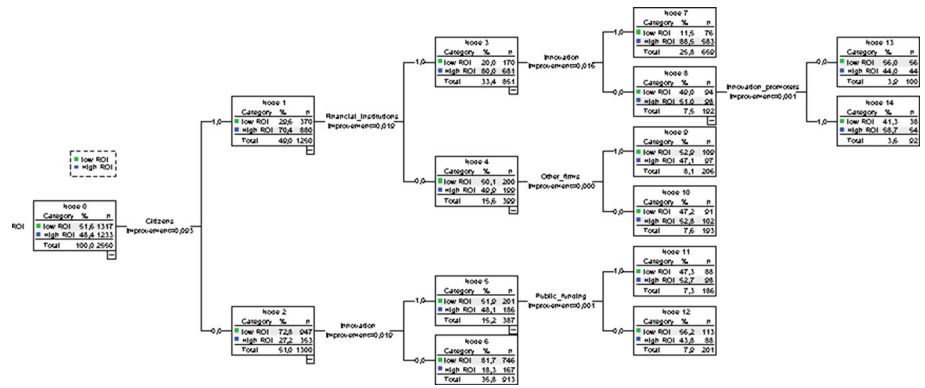 low ROI
High ROI
ROI
Node 0
Category % n
low ROI 51,6 1317
High ROI 48,4 1233
Total 100,0 2550
Citizens
Improvement=0,093
1,0
Node 1
Category % n
low ROI 29,6 370
High ROI 70,4 880
Total 49,0 1250
0,0
Node 2
Category % n
low ROI 72,8 947
High ROI 27,2 353
Total 51,0 1300
Financial_Institutions
Improvement=0,019
1,0
Node 3
Category % n
low ROI 20,0 170
High ROI 80,0 681
Total 33,4 851
0,0
Node 4
Category % n
low ROI 50,1 200
High ROI 49,9 199
Total 15,6 399
Innovation
Improvement=0,019
1,0
Node 5
Category % n
low ROI 51,9 201
High ROI 48,1 186
Total 15,2 387
0,0
Node 6
Category % n
low ROI 81,7 746
High ROI 18,3 167
Total 35,8 913
Innovation
Improvement=0,016
1,0
Node 7
Category % n
low ROI 11,5 76
High ROI 88,5 583
Total 25,8 659
0,0
Node 8
Category % n
low ROI 49,0 94
High ROI 51,0 98
Total 7,5 192
Other_firms
Improvement=0,000
1,0
Node 9
Category % n
low ROI 52,9 109
High ROI 47,1 97
Total 8,1 206
0,0
Node 10
Category % n
low ROI 47,2 91
High ROI 52,8 102
Total 7,6 193
Public_funding
Improvement=0,001
1,0
Node 11
Category % n
low ROI 47,3 88
High ROI 52,7 98
Total 7,3 186
0,0
Node 12
Category % n
low ROI 56,2 113
High ROI 43,8 88
Total 7,9 201
Innovation_promoters
Improvement=0,001
0,0
Node 13
Category % n
low ROI 56,0 56
High ROI 44,0 44
Total 3,9 100
1,0
Node 14
Category % n
low ROI 41,3 38
High ROI 58,7 54
Total 3,6 92